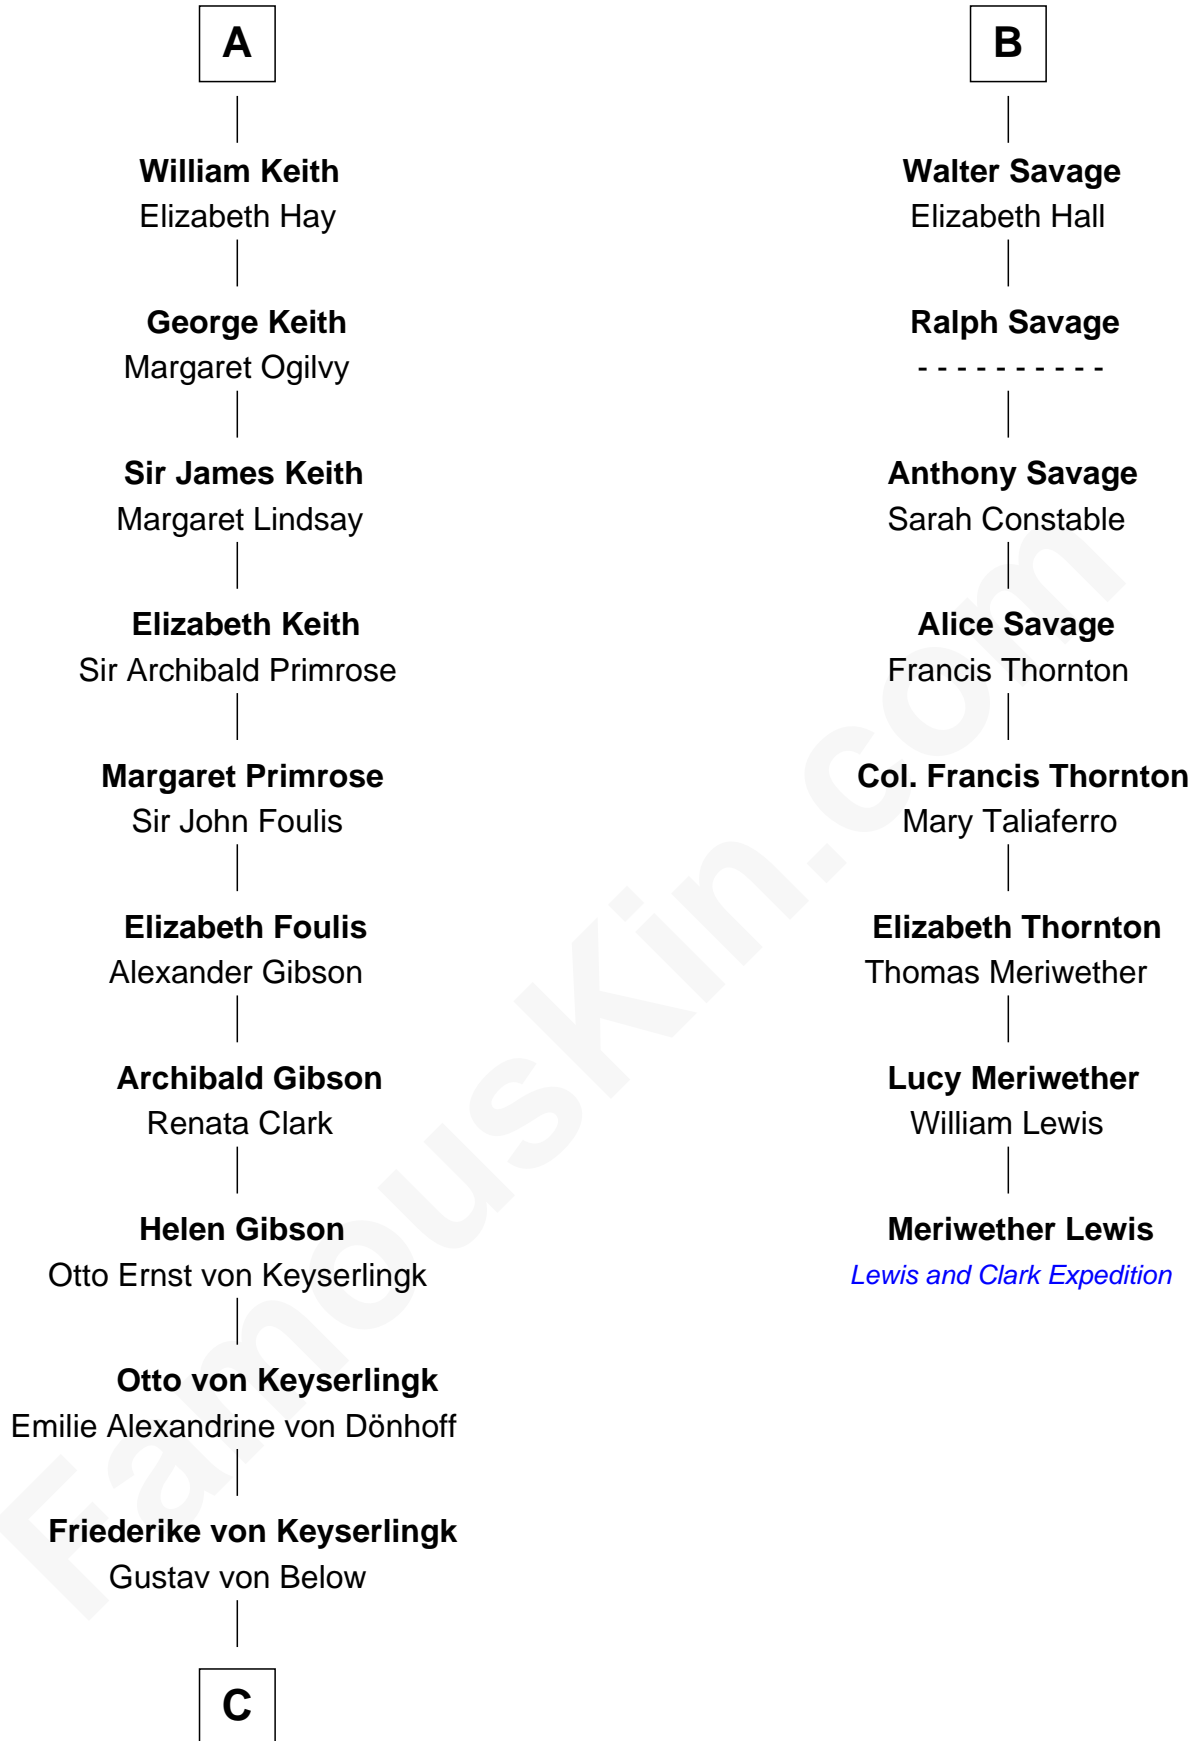 A
William Keith
Elizabeth Hay
George Keith
Margaret Ogilvy
Sir James Keith
Margaret Lindsay
Elizabeth Keith
Sir Archibald Primrose
Margaret Primrose
Sir John Foulis
Elizabeth Foulis
Alexander Gibson
Archibald Gibson
Renata Clark
Helen Gibson
Otto Ernst von Keyserlingk
Otto von Keyserlingk
Emilie Alexandrine von Dönhoff
Friederike von Keyserlingk
Gustav von Below
C
B
Walter Savage
Elizabeth Hall
Ralph Savage
- - - - - - - - - -
Anthony Savage
Sarah Constable
Alice Savage
Francis Thornton
Col. Francis Thornton
Mary Taliaferro
Elizabeth Thornton
Thomas Meriwether
Lucy Meriwether
William Lewis
Meriwether Lewis
Lewis and Clark Expedition
FamousKin.com